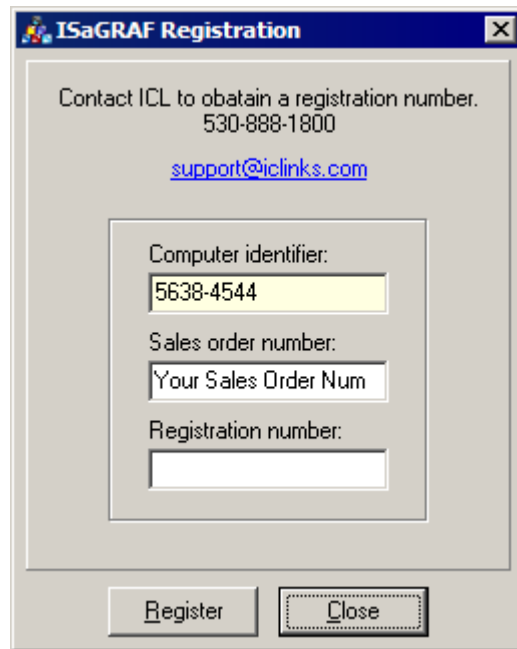 ISaGRAF Registration
Contact ICL to obatain a registration number.
530-888-1800
support@iclinks.com
Computer identifier:
5638-4544
Sales order number:
Your Sales Order Num
Registration number:
Register Close